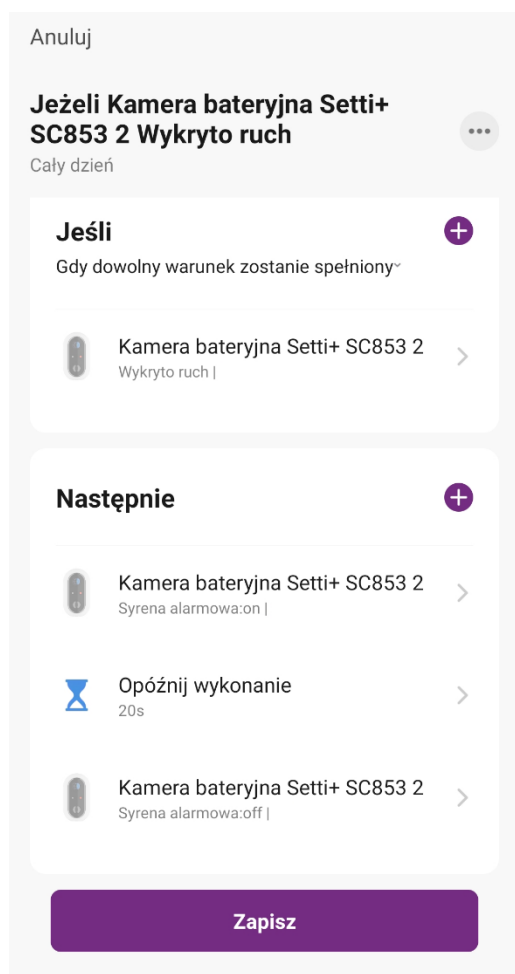 Anuluj
Jeżeli Kamera bateryjna Setti+
SC853 2 Wykryto ruch
Cały dzień
Jeśli
Gdy dowolny warunek zostanie spełniony
Kamera bateryjna Setti+ SC853 2
Wykryto ruch |
Następnie
Kamera bateryjna Setti+ SC853 2
Syrena alarmowa:on |
Opóźnij wykonanie
20s
Kamera bateryjna Setti+ SC853 2
Syrena alarmowa:off |
Zapisz